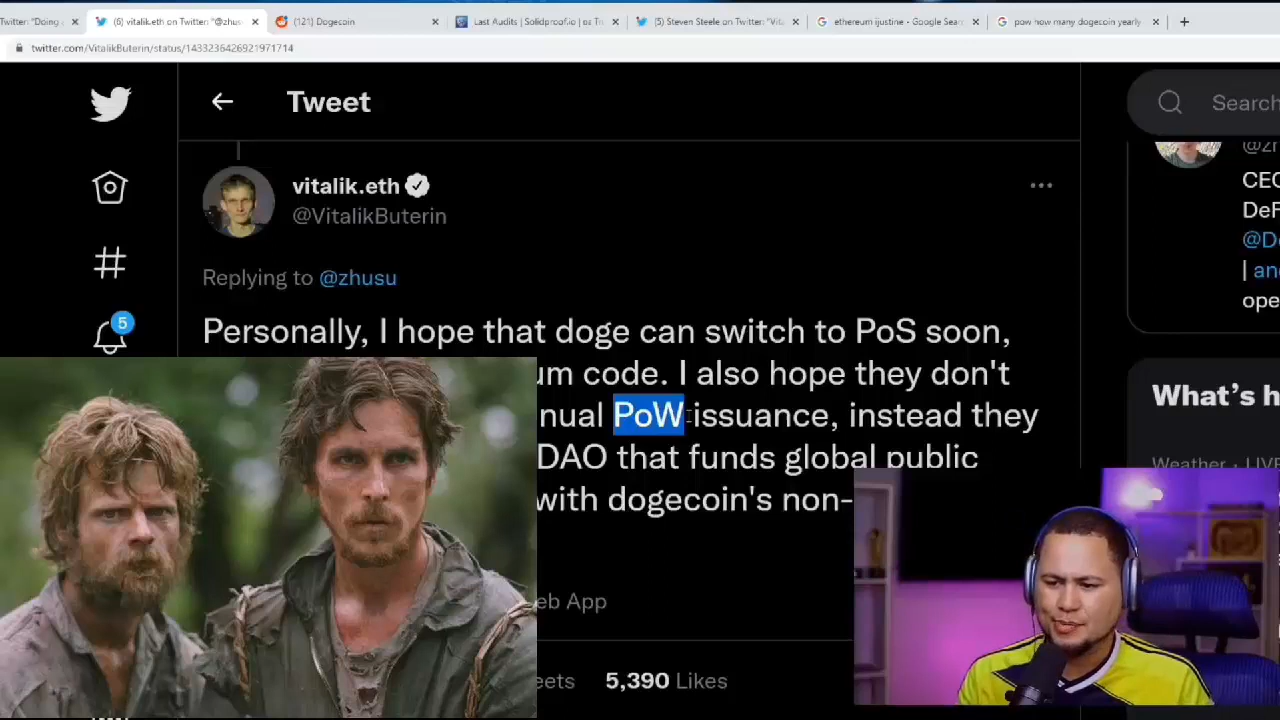 Twitter: "Doing
(6) vitalik.eth on Twitter: "@zhus
(121) Dogecoin
Last Audits | Solidproof.io |
(5) Steven Steele on Twitter: "Vit
ethereum ijustine - Google Sear
pow how many dogecoin yearly
twitter.com/VitalikButerin/status/1433236426921971714
Tweet
Search
vitalik.eth
@VitalikButerin
CEO
DeF
@De
| an
ope
Replying to @zhusu
5
Personally, I hope that doge can switch to PoS soon,
um code. I also hope they don't
nual PoW issuance, instead they
DAO that funds global public
with dogecoin's non-
What's h
Weather · LIVE
eb App
eets 5,390 Likes